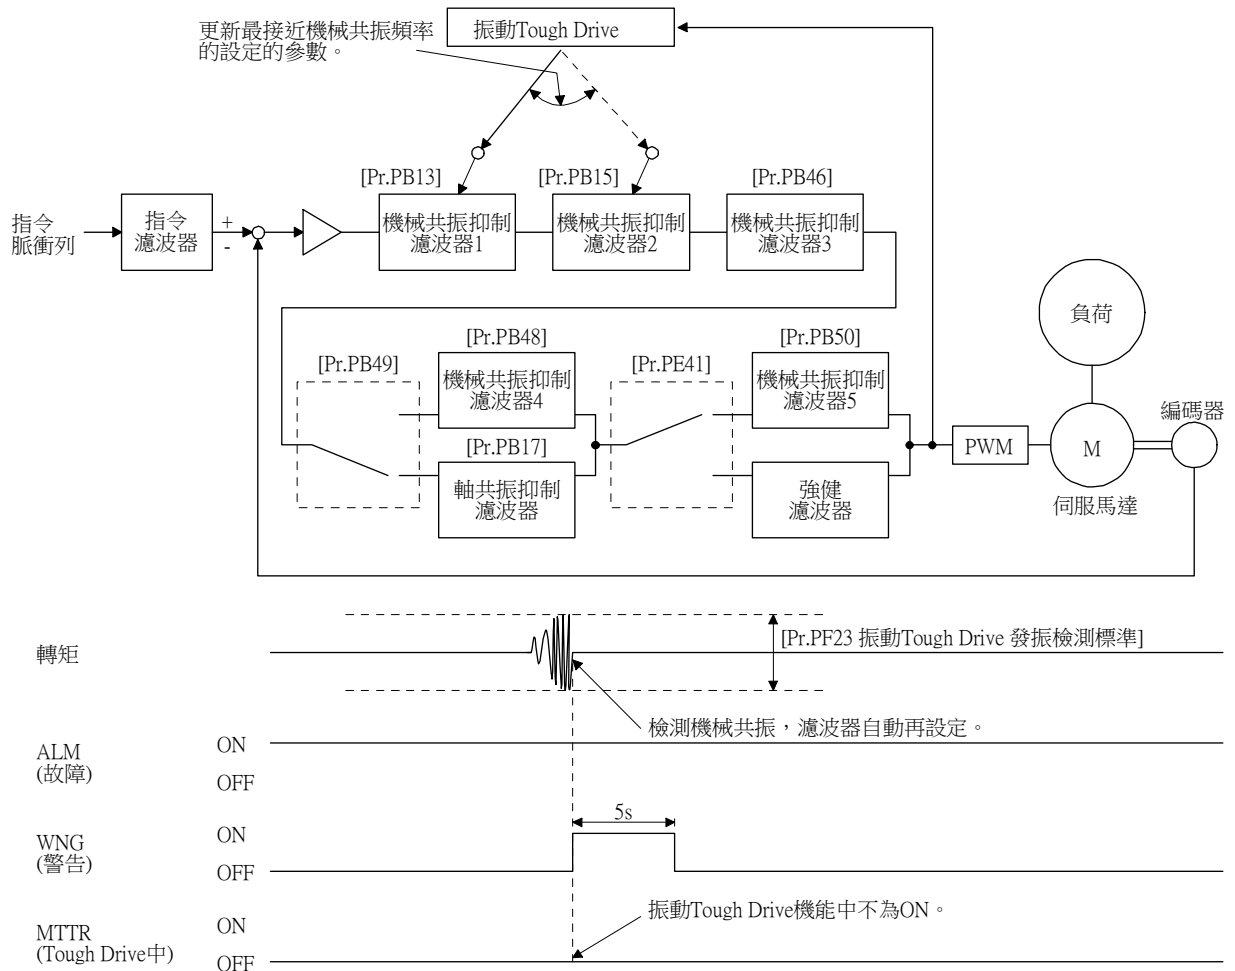 更新最接近機械共振頻率
的設定的參數。
振動Tough Drive
[Pr.PB13]
[Pr.PB15]
[Pr.PB46]
指令
脈衝列
指令
濾波器
+
-
機械共振抑制
濾波器1
機械共振抑制
濾波器2
機械共振抑制
濾波器3
負荷
[Pr.PB49]
[Pr.PB48]
[Pr.PE41]
[Pr.PB50]
機械共振抑制
濾波器4
機械共振抑制
濾波器5
編碼器
[Pr.PB17]
PWM
M
軸共振抑制
濾波器
強健
濾波器
伺服馬達
轉矩
[Pr.PF23 振動Tough Drive 發振檢測標準]
檢測機械共振，濾波器自動再設定。
ALM
(故障)
ON
OFF
5s
WNG
(警告)
ON
OFF
振動Tough Drive機能中不為ON。
MTTR
(Tough Drive中)
ON
OFF